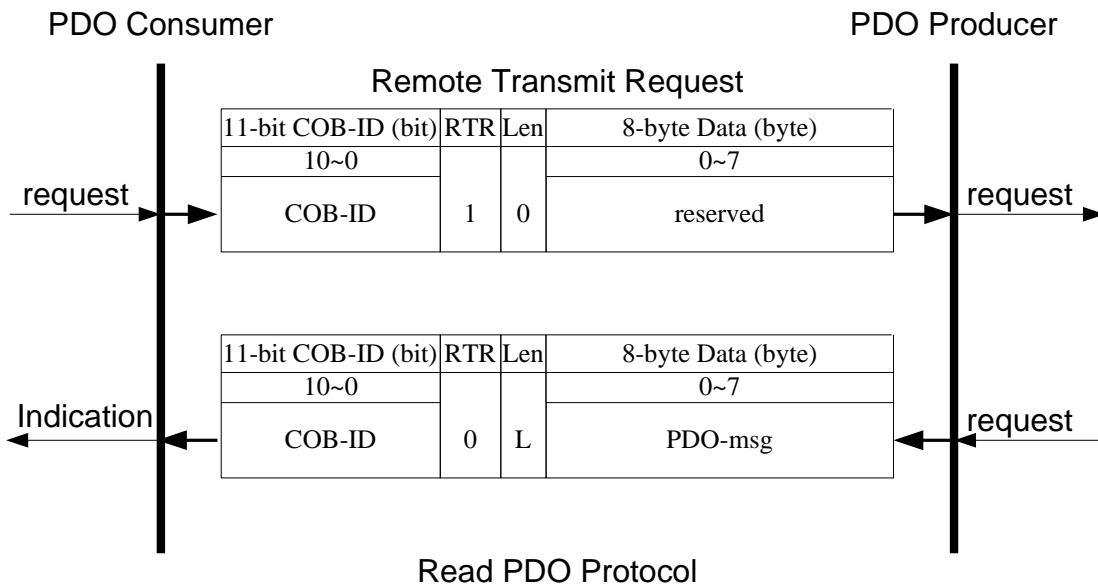 PDO Consumer PDO Producer
Remote Transmit Request
11-bit COB-ID (bit) RTR Len 8-byte Data (byte)
10~0 0~7
request COB-ID 1 0 reserved request
11-bit COB-ID (bit) RTR Len 8-byte Data (byte)
10~0 0~7
Indication COB-ID 0 L PDO-msg request
Read PDO Protocol